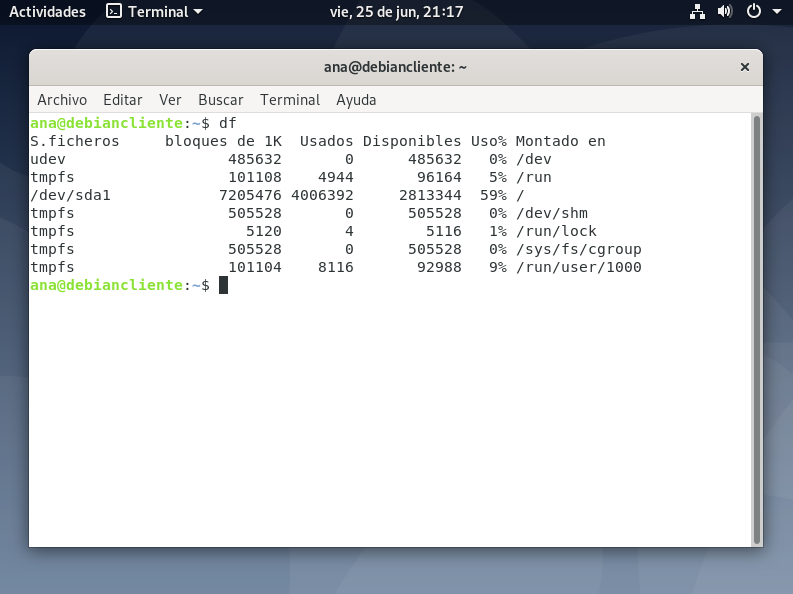 Actividades Terminal vie, 25 de jun, 21:17
ana@debiancliente: ~
Archivo Editar Ver Buscar Terminal Ayuda
ana@debiancliente:~$ df
S.ficheros     bloques de 1K  Usados Disponibles Uso% Montado en
udev                  485632       0      485632   0% /dev
tmpfs                 101108    4944       96164   5% /run
/dev/sda1            7205476 4006392     2813344  59% /
tmpfs                 505528       0      505528   0% /dev/shm
tmpfs                   5120       4        5116   1% /run/lock
tmpfs                 505528       0      505528   0% /sys/fs/cgroup
tmpfs                 101104    8116       92988   9% /run/user/1000
ana@debiancliente:~$